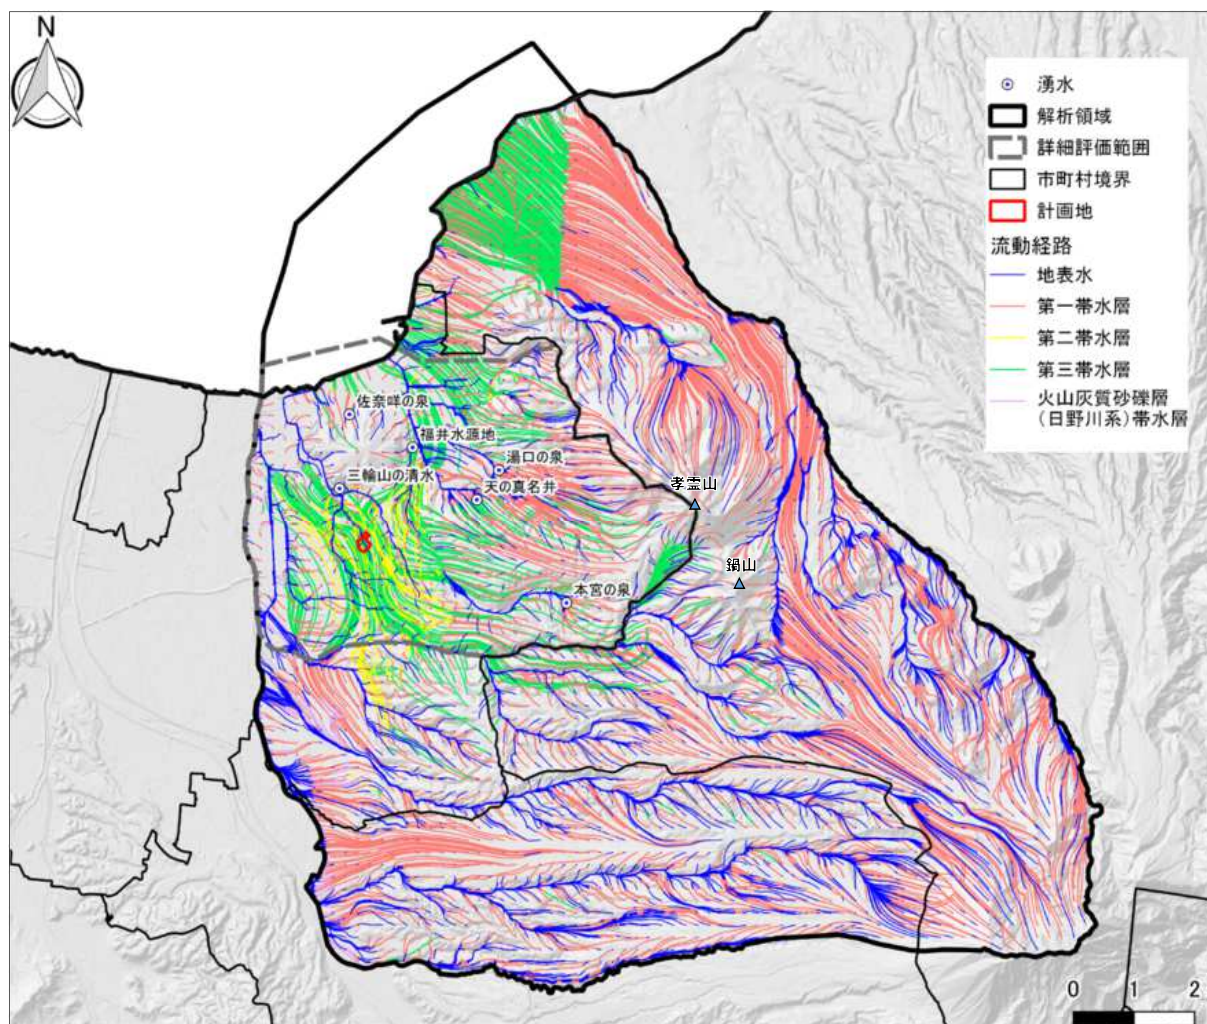 N
湧水
解析領域
詳細評価範囲
市町村境界
計画地
流動経路
地表水
第一帯水層
第二帯水層
第三帯水層
火山灰質砂礫層
(日野川系)帯水層
佐奈咩の泉
福井水源地
湯口の泉
三輪山の清水
天の真名井
孝霊山
鍋山
本宮の泉
0 1 2